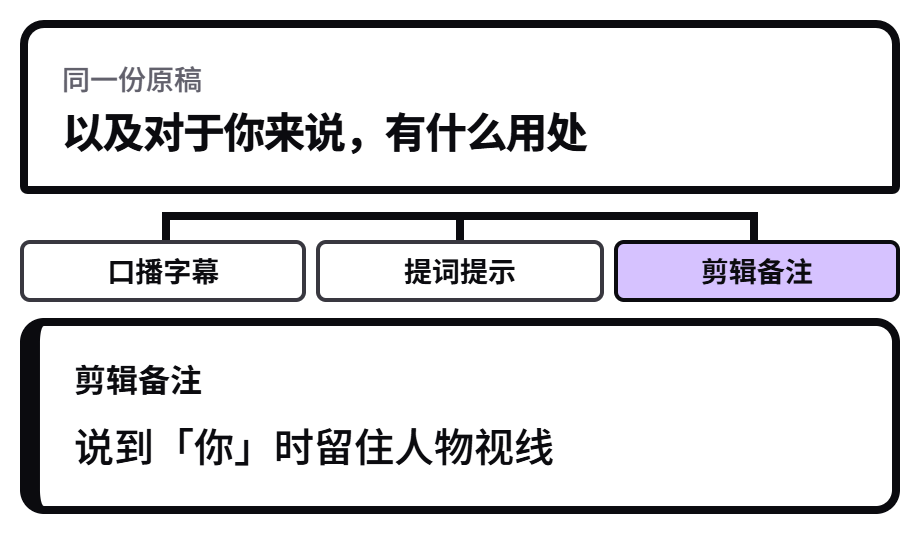 同一份原稿
以及对于你来说，有什么用处
口播字幕
提词提示
剪辑备注
剪辑备注
说到「你」时留住人物视线